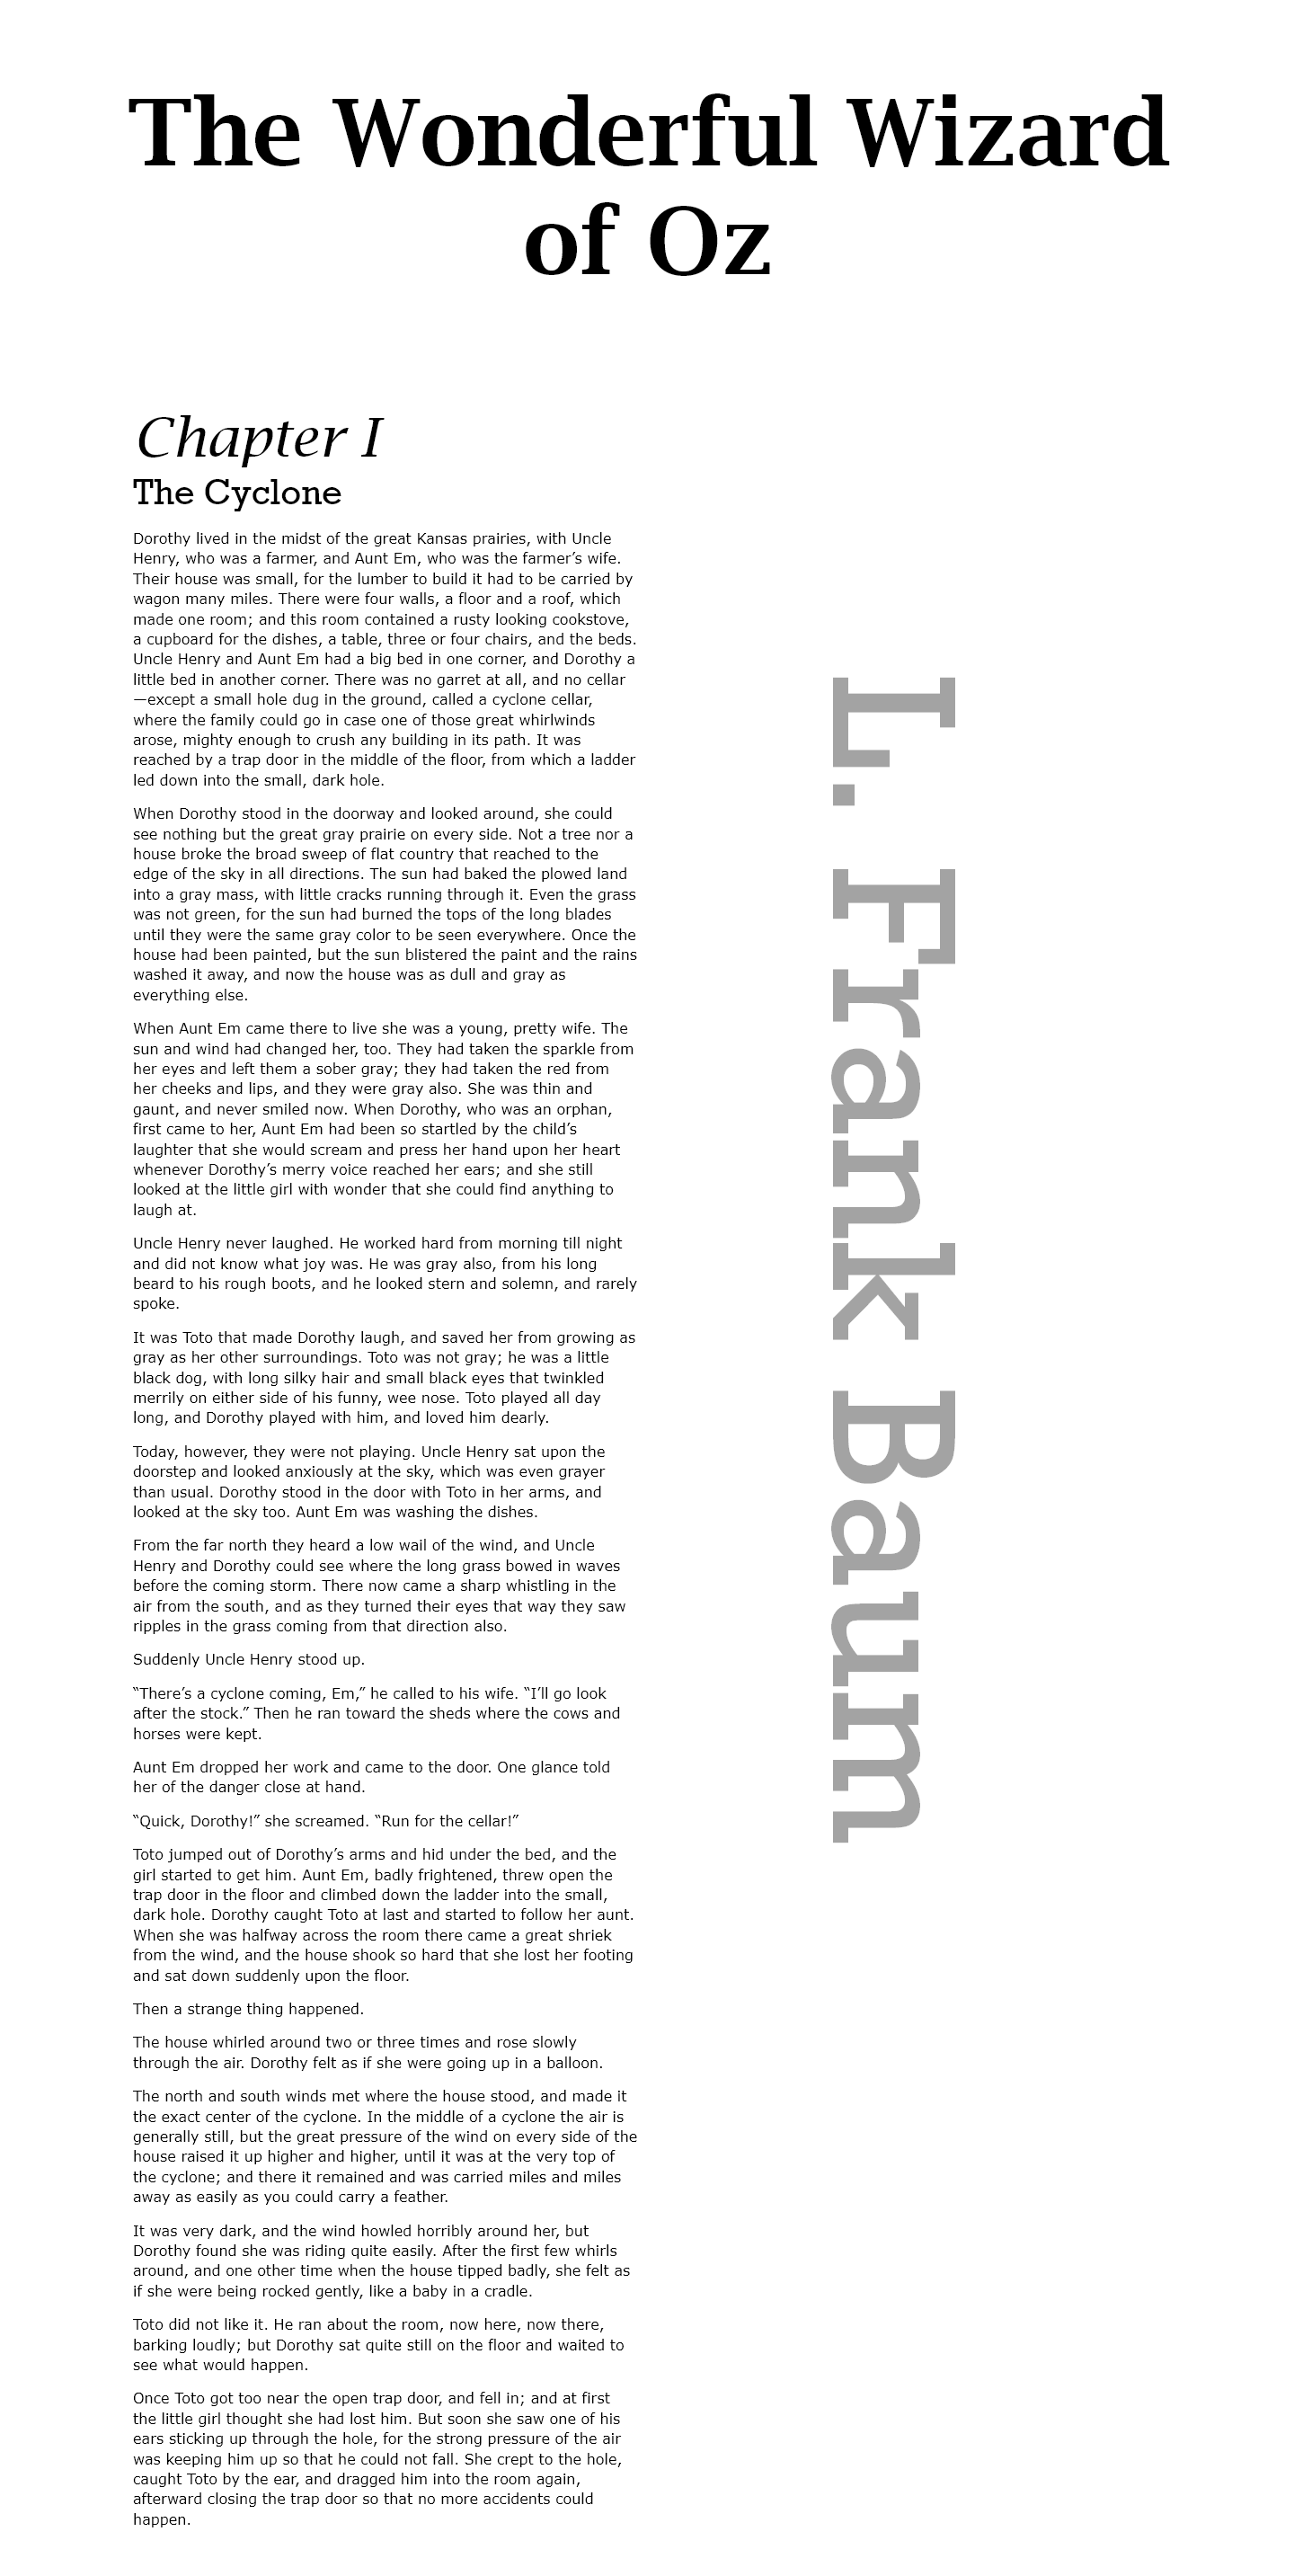 The Wonderful Wizard
of Oz
Chapter I
The Cyclone
Dorothy lived in the midst of the great Kansas prairies, with Uncle
Henry, who was a farmer, and Aunt Em, who was the farmer’s wife.
Their house was small, for the lumber to build it had to be carried by
wagon many miles. There were four walls, a floor and a roof, which
made one room; and this room contained a rusty looking cookstove,
a cupboard for the dishes, a table, three or four chairs, and the beds.
Uncle Henry and Aunt Em had a big bed in one corner, and Dorothy a
little bed in another corner. There was no garret at all, and no cellar
—except a small hole dug in the ground, called a cyclone cellar,
where the family could go in case one of those great whirlwinds
arose, mighty enough to crush any building in its path. It was
reached by a trap door in the middle of the floor, from which a ladder
led down into the small, dark hole.
When Dorothy stood in the doorway and looked around, she could
see nothing but the great gray prairie on every side. Not a tree nor a
house broke the broad sweep of flat country that reached to the
edge of the sky in all directions. The sun had baked the plowed land
into a gray mass, with little cracks running through it. Even the grass
was not green, for the sun had burned the tops of the long blades
until they were the same gray color to be seen everywhere. Once the
house had been painted, but the sun blistered the paint and the rains
washed it away, and now the house was as dull and gray as
everything else.
When Aunt Em came there to live she was a young, pretty wife. The
sun and wind had changed her, too. They had taken the sparkle from
her eyes and left them a sober gray; they had taken the red from
her cheeks and lips, and they were gray also. She was thin and
gaunt, and never smiled now. When Dorothy, who was an orphan,
first came to her, Aunt Em had been so startled by the child’s
laughter that she would scream and press her hand upon her heart
whenever Dorothy’s merry voice reached her ears; and she still
looked at the little girl with wonder that she could find anything to
laugh at.
Uncle Henry never laughed. He worked hard from morning till night
and did not know what joy was. He was gray also, from his long
beard to his rough boots, and he looked stern and solemn, and rarely
spoke.
It was Toto that made Dorothy laugh, and saved her from growing as
gray as her other surroundings. Toto was not gray; he was a little
black dog, with long silky hair and small black eyes that twinkled
merrily on either side of his funny, wee nose. Toto played all day
long, and Dorothy played with him, and loved him dearly.
Today, however, they were not playing. Uncle Henry sat upon the
doorstep and looked anxiously at the sky, which was even grayer
than usual. Dorothy stood in the door with Toto in her arms, and
looked at the sky too. Aunt Em was washing the dishes.
From the far north they heard a low wail of the wind, and Uncle
Henry and Dorothy could see where the long grass bowed in waves
before the coming storm. There now came a sharp whistling in the
air from the south, and as they turned their eyes that way they saw
ripples in the grass coming from that direction also.
Suddenly Uncle Henry stood up.
“There’s a cyclone coming, Em,” he called to his wife. “I’ll go look
after the stock.” Then he ran toward the sheds where the cows and
horses were kept.
Aunt Em dropped her work and came to the door. One glance told
her of the danger close at hand.
“Quick, Dorothy!” she screamed. “Run for the cellar!”
Toto jumped out of Dorothy’s arms and hid under the bed, and the
girl started to get him. Aunt Em, badly frightened, threw open the
trap door in the floor and climbed down the ladder into the small,
dark hole. Dorothy caught Toto at last and started to follow her aunt.
When she was halfway across the room there came a great shriek
from the wind, and the house shook so hard that she lost her footing
and sat down suddenly upon the floor.
Then a strange thing happened.
The house whirled around two or three times and rose slowly
through the air. Dorothy felt as if she were going up in a balloon.
The north and south winds met where the house stood, and made it
the exact center of the cyclone. In the middle of a cyclone the air is
generally still, but the great pressure of the wind on every side of the
house raised it up higher and higher, until it was at the very top of
the cyclone; and there it remained and was carried miles and miles
away as easily as you could carry a feather.
It was very dark, and the wind howled horribly around her, but
Dorothy found she was riding quite easily. After the first few whirls
around, and one other time when the house tipped badly, she felt as
if she were being rocked gently, like a baby in a cradle.
Toto did not like it. He ran about the room, now here, now there,
barking loudly; but Dorothy sat quite still on the floor and waited to
see what would happen.
Once Toto got too near the open trap door, and fell in; and at first
the little girl thought she had lost him. But soon she saw one of his
ears sticking up through the hole, for the strong pressure of the air
was keeping him up so that he could not fall. She crept to the hole,
caught Toto by the ear, and dragged him into the room again,
afterward closing the trap door so that no more accidents could
happen.
L. Frank Baum